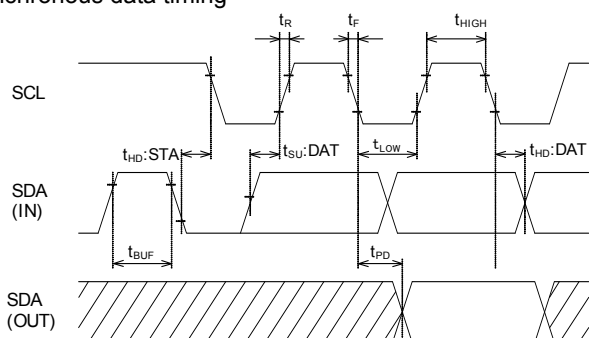 chronous data timing
tR tF tHIGH
SCL
tHD:STA tSU:DAT tLOW tHD:DAT
SDA
(IN)
tBUF tPD
SDA
(OUT)